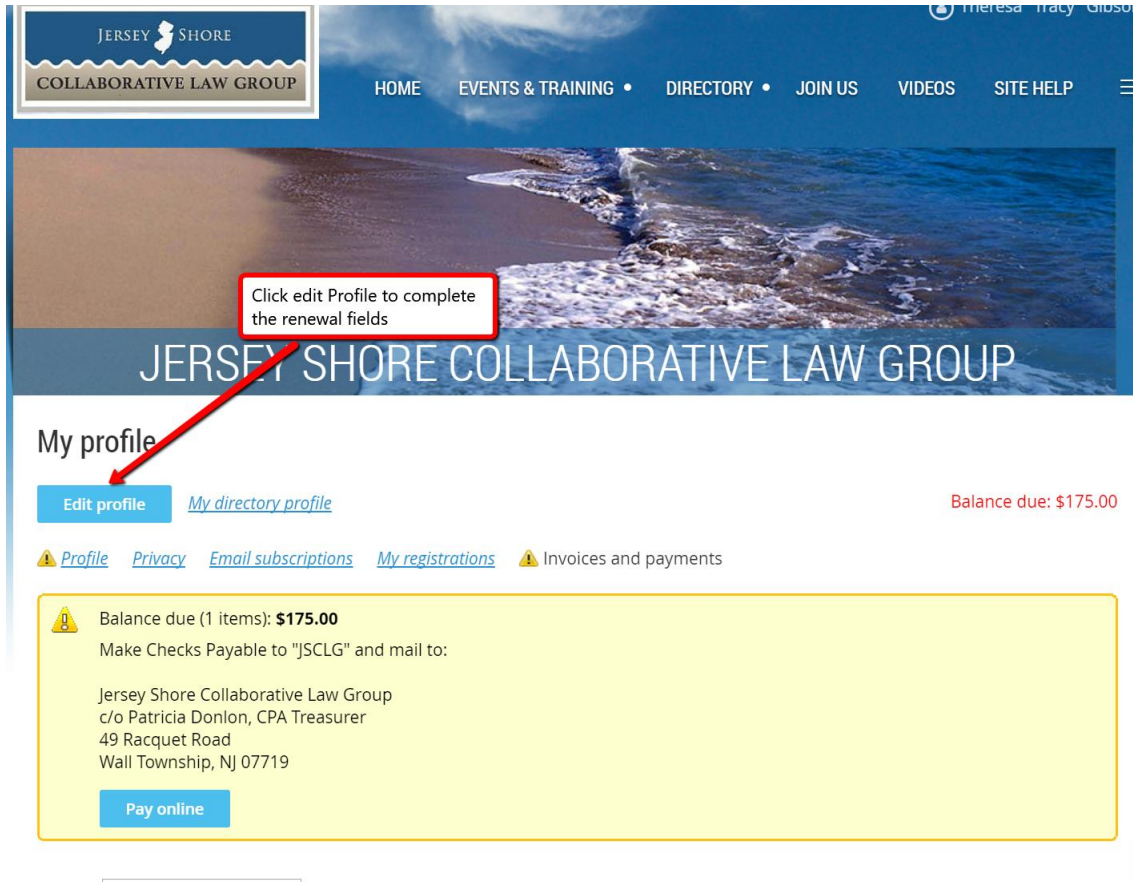 Theresa "Tracy" Gibson
JERSEY SHORE
COLLABORATIVE LAW GROUP
HOME EVENTS & TRAINING • DIRECTORY • JOIN US VIDEOS SITE HELP
Click edit Profile to complete
the renewal fields
JERSEY SHORE COLLABORATIVE LAW GROUP
My profile
Edit profile My directory profile Balance due: $175.00
Profile Privacy Email subscriptions My registrations Invoices and payments
Balance due (1 items): $175.00
Make Checks Payable to "JSCLG" and mail to:
Jersey Shore Collaborative Law Group
c/o Patricia Donlon, CPA Treasurer
49 Racquet Road
Wall Township, NJ 07719
Pay online